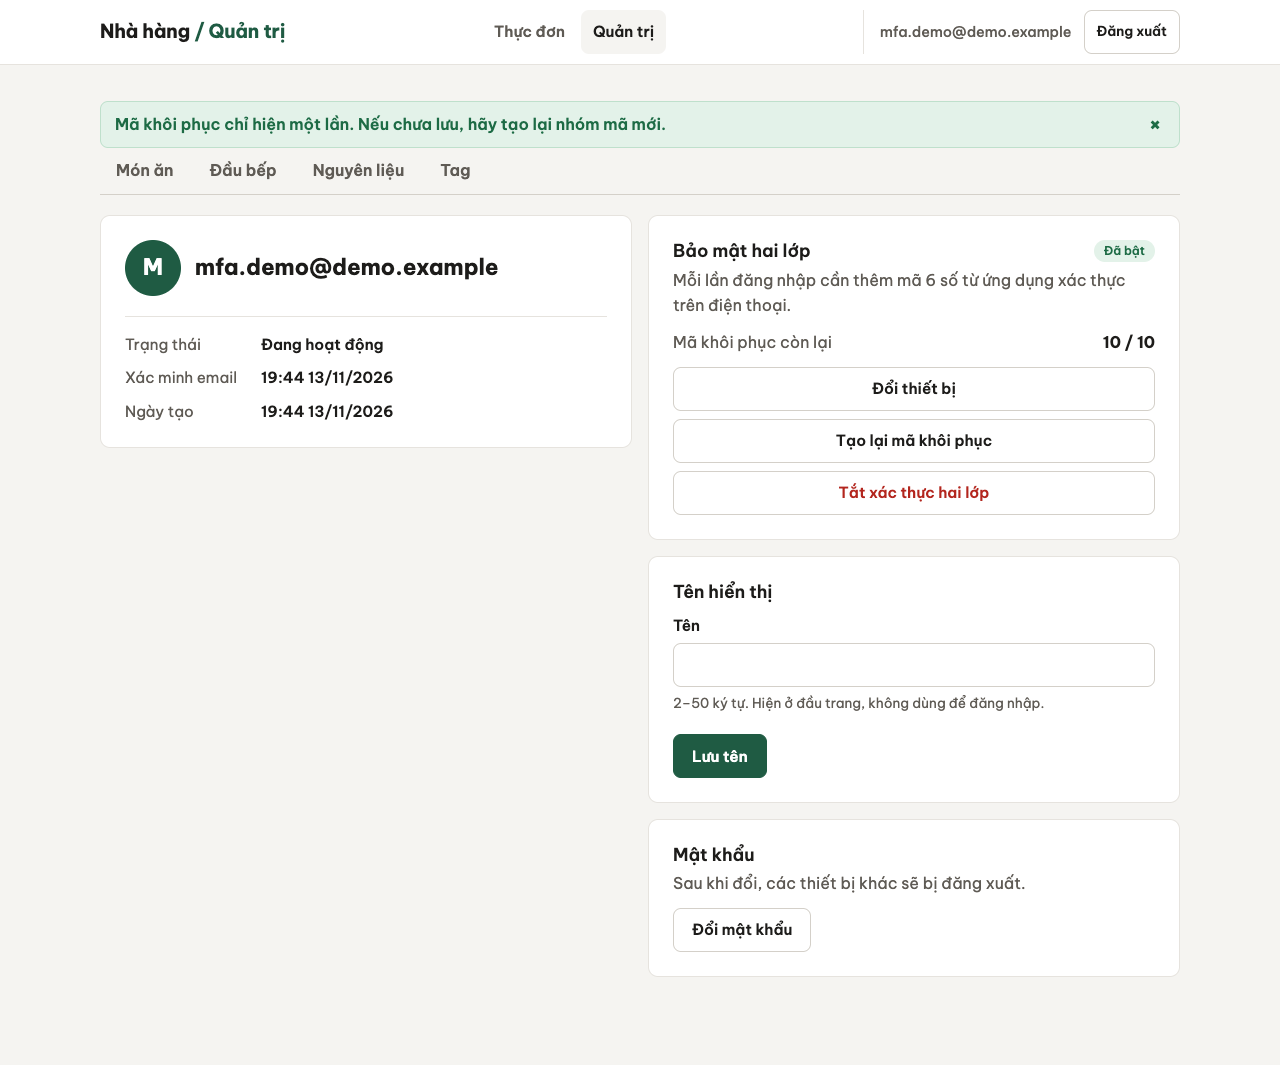 Nhà hàng / Quản trị
Thực đơn
Quản trị
mfa.demo@demo.example
Đăng xuất
Mã khôi phục chỉ hiện một lần. Nếu chưa lưu, hãy tạo lại nhóm mã mới.
×
Món ăn
Đầu bếp
Nguyên liệu
Tag
M
mfa.demo@demo.example
Trạng thái
Đang hoạt động
Xác minh email
19:44 13/11/2026
Ngày tạo
19:44 13/11/2026
Bảo mật hai lớp
Đã bật
Mỗi lần đăng nhập cần thêm mã 6 số từ ứng dụng xác thực
trên điện thoại.
Mã khôi phục còn lại
10 / 10
Đổi thiết bị
Tạo lại mã khôi phục
Tắt xác thực hai lớp
Tên hiển thị
Tên
2–50 ký tự. Hiện ở đầu trang, không dùng để đăng nhập.
Lưu tên
Mật khẩu
Sau khi đổi, các thiết bị khác sẽ bị đăng xuất.
Đổi mật khẩu